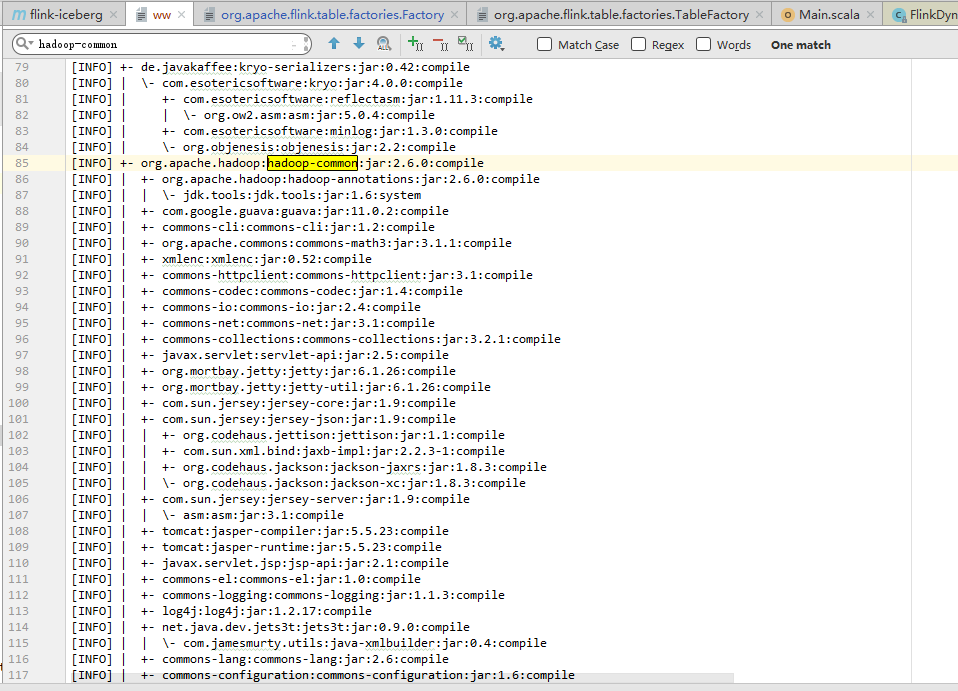 flink-iceberg ww org.apache.flink.table.factories.Factory org.apache.flink.table.factories.TableFactory Main.scala FlinkDyn
hadoop-common Match Case Regex Words One match
79 [INFO] +- de.javakaffee:kryo-serializers:jar:0.42:compile
80 [INFO] | \- com.esotericsoftware:kryo:jar:4.0.0:compile
81 [INFO] | +- com.esotericsoftware:reflectasm:jar:1.11.3:compile
82 [INFO] | | \- org.ow2.asm:asm:jar:5.0.4:compile
83 [INFO] | +- com.esotericsoftware:minlog:jar:1.3.0:compile
84 [INFO] | \- org.objenesis:objenesis:jar:2.2:compile
85 [INFO] +- org.apache.hadoop:hadoop-common:jar:2.6.0:compile
86 [INFO] | +- org.apache.hadoop:hadoop-annotations:jar:2.6.0:compile
87 [INFO] | | \- jdk.tools:jdk.tools:jar:1.6:system
88 [INFO] | +- com.google.guava:guava:jar:11.0.2:compile
89 [INFO] | +- commons-cli:commons-cli:jar:1.2:compile
90 [INFO] | +- org.apache.commons:commons-math3:jar:3.1.1:compile
91 [INFO] | +- xmlenc:xmlenc:jar:0.52:compile
92 [INFO] | +- commons-httpclient:commons-httpclient:jar:3.1:compile
93 [INFO] | +- commons-codec:commons-codec:jar:1.4:compile
94 [INFO] | +- commons-io:commons-io:jar:2.4:compile
95 [INFO] | +- commons-net:commons-net:jar:3.1:compile
96 [INFO] | +- commons-collections:commons-collections:jar:3.2.1:compile
97 [INFO] | +- javax.servlet:servlet-api:jar:2.5:compile
98 [INFO] | +- org.mortbay.jetty:jetty:jar:6.1.26:compile
99 [INFO] | +- org.mortbay.jetty:jetty-util:jar:6.1.26:compile
100 [INFO] | +- com.sun.jersey:jersey-core:jar:1.9:compile
101 [INFO] | +- com.sun.jersey:jersey-json:jar:1.9:compile
102 [INFO] | | +- org.codehaus.jettison:jettison:jar:1.1:compile
103 [INFO] | | +- com.sun.xml.bind:jaxb-impl:jar:2.2.3-1:compile
104 [INFO] | | +- org.codehaus.jackson:jackson-jaxrs:jar:1.8.3:compile
105 [INFO] | | \- org.codehaus.jackson:jackson-xc:jar:1.8.3:compile
106 [INFO] | +- com.sun.jersey:jersey-server:jar:1.9:compile
107 [INFO] | | \- asm:asm:jar:3.1:compile
108 [INFO] | +- tomcat:jasper-compiler:jar:5.5.23:compile
109 [INFO] | +- tomcat:jasper-runtime:jar:5.5.23:compile
110 [INFO] | +- javax.servlet.jsp:jsp-api:jar:2.1:compile
111 [INFO] | +- commons-el:commons-el:jar:1.0:compile
112 [INFO] | +- commons-logging:commons-logging:jar:1.1.3:compile
113 [INFO] | +- log4j:log4j:jar:1.2.17:compile
114 [INFO] | +- net.java.dev.jets3t:jets3t:jar:0.9.0:compile
115 [INFO] | | \- com.jamesmurty.utils:java-xmlbuilder:jar:0.4:compile
116 [INFO] | +- commons-lang:commons-lang:jar:2.6:compile
117 [INFO] | +- commons-configuration:commons-configuration:jar:1.6:compile